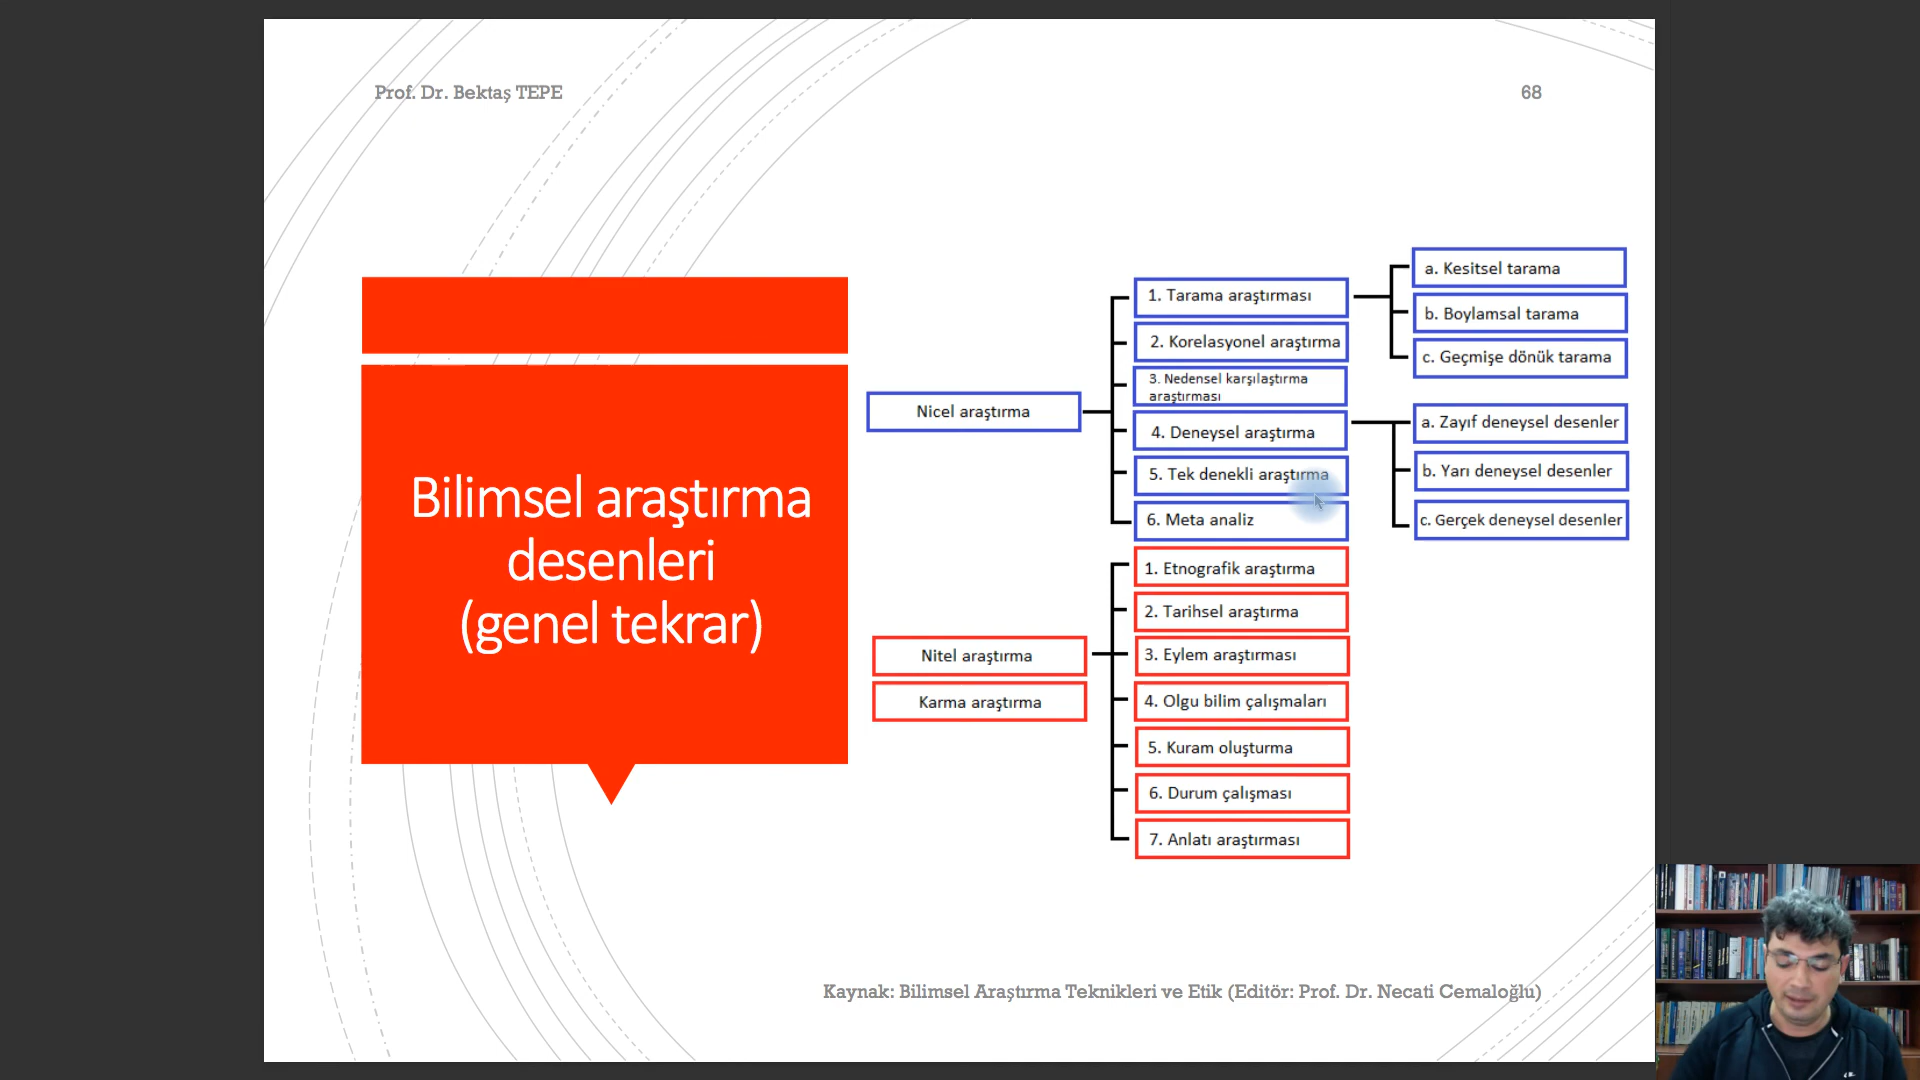 Prof. Dr. Bektaş TEPE
68
Bilimsel araştırma
desenleri
(genel tekrar)
Nicel araştırma
1. Tarama araştırması
2. Korelasyonel araştırma
3. Nedensel karşılaştırma
araştırması
4. Deneysel araştırma
5. Tek denekli araştırma
6. Meta analiz
a. Kesitsel tarama
b. Boylamsal tarama
c. Geçmişe dönük tarama
a. Zayıf deneysel desenler
b. Yarı deneysel desenler
c. Gerçek deneysel desenler
Nitel araştırma
Karma araştırma
1. Etnografik araştırma
2. Tarihsel araştırma
3. Eylem araştırması
4. Olgu bilim çalışmaları
5. Kuram oluşturma
6. Durum çalışması
7. Anlatı araştırması
Kaynak: Bilimsel Araştırma Teknikleri ve Etik (Editör: Prof. Dr. Necati Cemaloğlu)